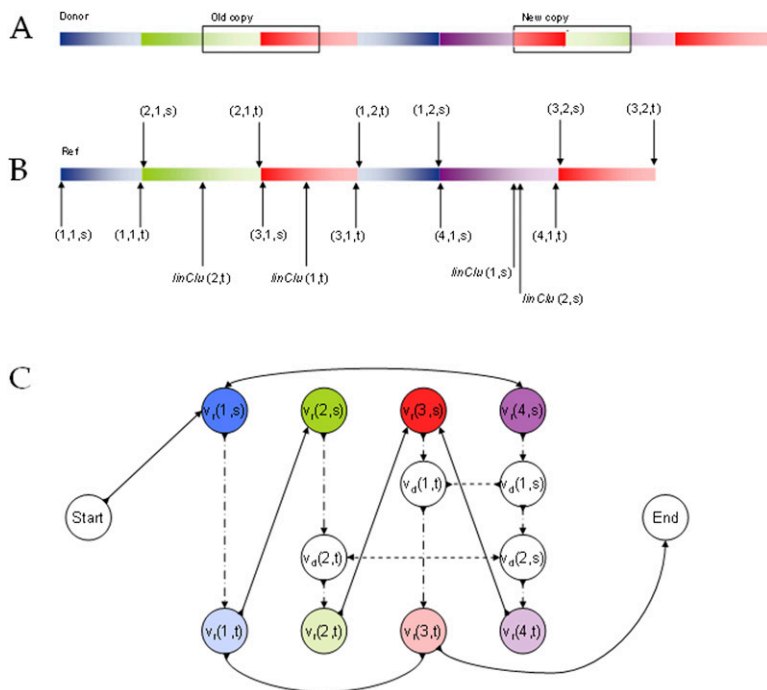 A
Donor
Old copy
New copy
(2,1,s)
(2,1,t)
(1,2,t)
(1,2,s)
(3,2,s)
(3,2,t)
B
Ref
(1,1,s)
(1,1,t)
(3,1,s)
(3,1,t)
(4,1,s)
(4,1,t)
linClu(2,t)
linClu(1,t)
linClu(1,s)
linClu(2,s)
C
vr(1,s)
vr(2,s)
vr(3,s)
vr(4,s)
vd(1,t)
vd(1,s)
Start
End
vd(2,t)
vd(2,s)
vr(1,t)
vr(2,t)
vr(3,t)
vr(4,t)